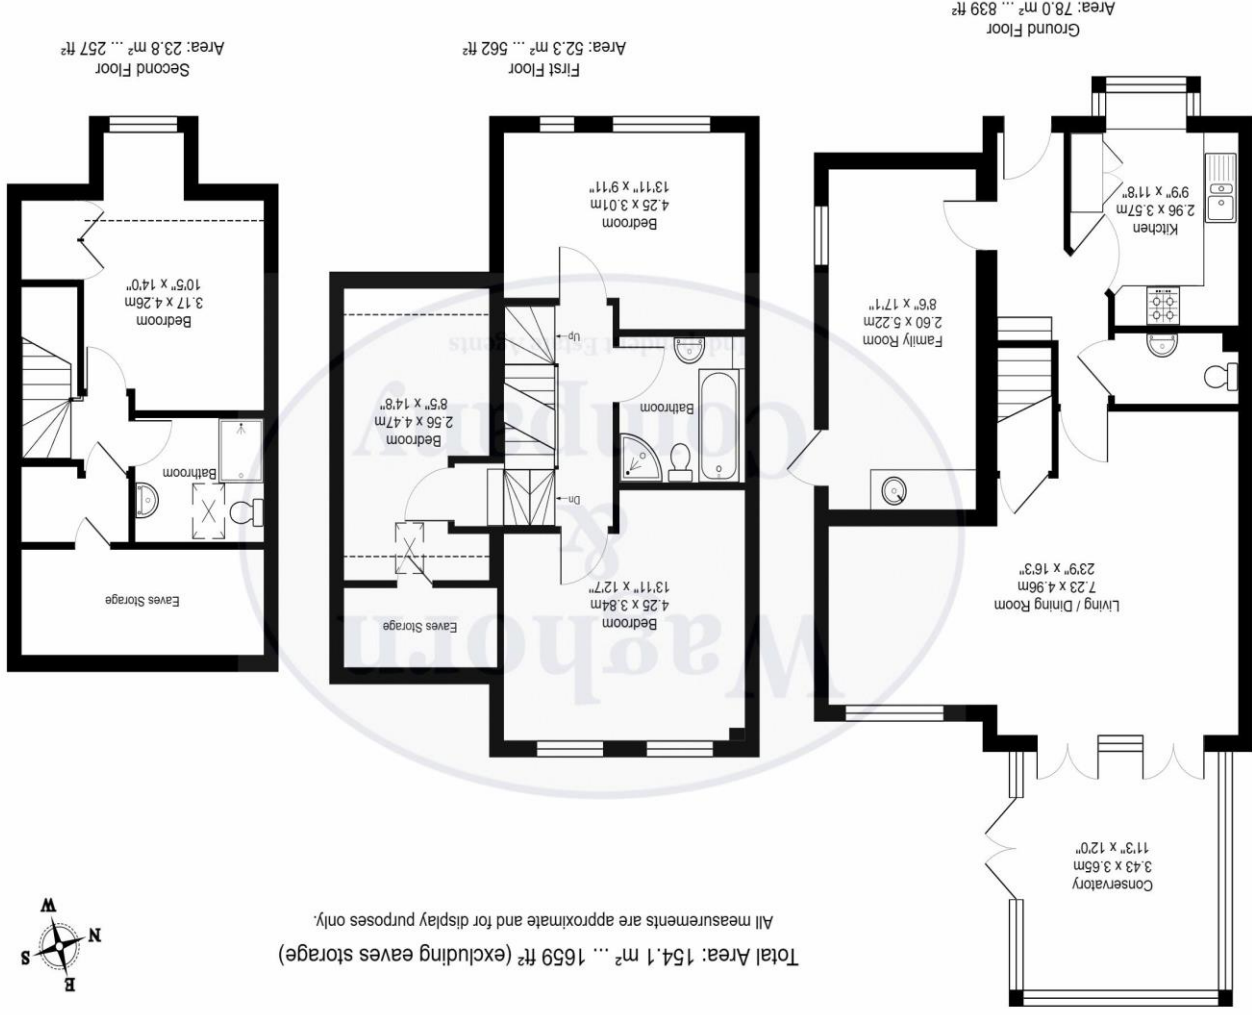 Total Area: 154.1 m² ... 1659 ft² (excluding eaves storage)
All measurements are approximate and for display purposes only.
E
S
N
W
Conservatory
3.43 x 3.65m
11'3" x 12'0"
Living / Dining Room
7.23 x 4.96m
23'9" x 16'3"
Family Room
2.60 x 5.22m
8'6" x 17'1"
Kitchen
2.96 x 3.57m
9'9" x 11'8"
Ground Floor
Area: 78.0 m² ... 839 ft²
Bedroom
4.25 x 3.84m
13'11" x 12'7"
Eaves Storage
Dn
Bathroom
Bedroom
2.56 x 4.47m
8'5" x 14'8"
Up
Bedroom
4.25 x 3.01m
13'11" x 9'11"
First Floor
Area: 52.3 m² ... 562 ft²
Eaves Storage
Bathroom
Bedroom
3.17 x 4.26m
10'5" x 14'0"
Second Floor
Area: 23.8 m² ... 257 ft²
Waghorn
&
Company
Independent Estate Agents